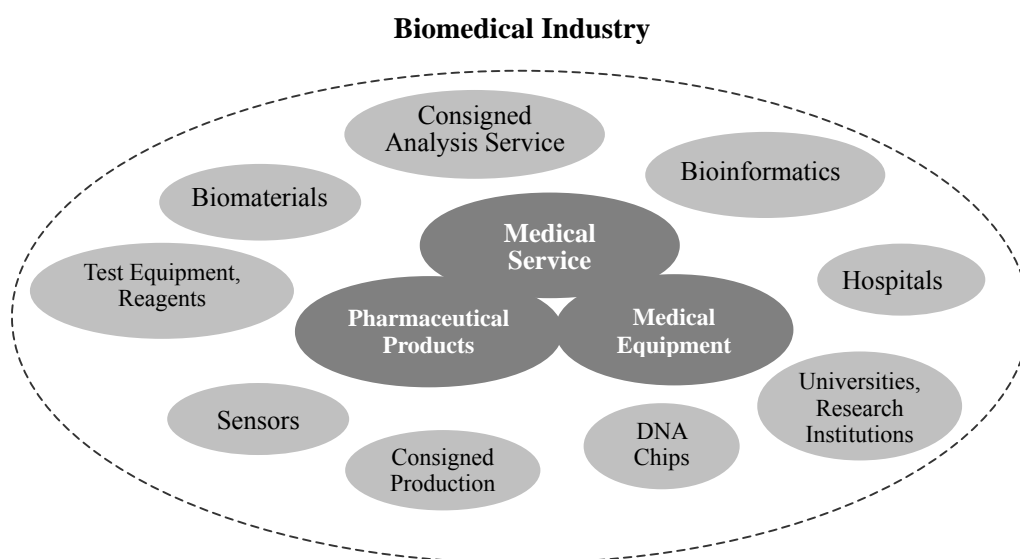 Biomedical Industry
Consigned
Analysis Service
Bioinformatics
Biomaterials
Medical
Service
Test Equipment,
Reagents
Hospitals
Pharmaceutical
Products
Medical
Equipment
Universities,
Research
Institutions
Sensors
Consigned
Production
DNA
Chips